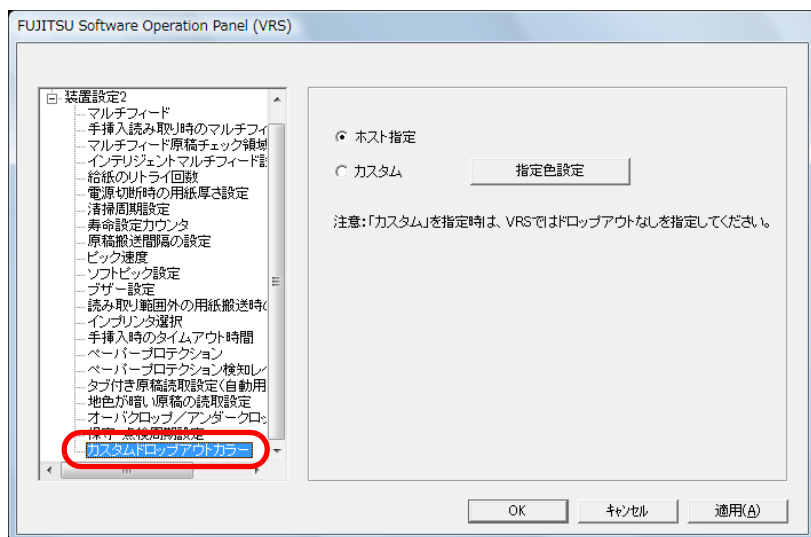 FUJITSU Software Operation Panel (VRS)
装置設定2
マルチフィード
手挿入読み取り時のマルチフィ
マルチフィード原稿チェック領域
インテリジェントマルチフィード
給紙のリトライ回数
電源切断時の用紙厚さ設定
清掃周期設定
寿命設定カウンタ
原稿搬送間隔の設定
ピック速度
ソフトピック設定
ブザー設定
読み取り範囲外の用紙搬送時
インプリンタ選択
手挿入時のタイムアウト時間
ペーパープロテクション
ペーパープロテクション検知レ
タブ付き原稿読取設定(自動用
地色が暗い原稿の読取設定
オーバクロップ/アンダークロ
保守・点検周期設定
カスタムドロップアウトカラー
ホスト指定
カスタム 指定色設定
注意:「カスタム」を指定時は、VRSではドロップアウトなしを指定してください。
OK キャンセル 適用(A)